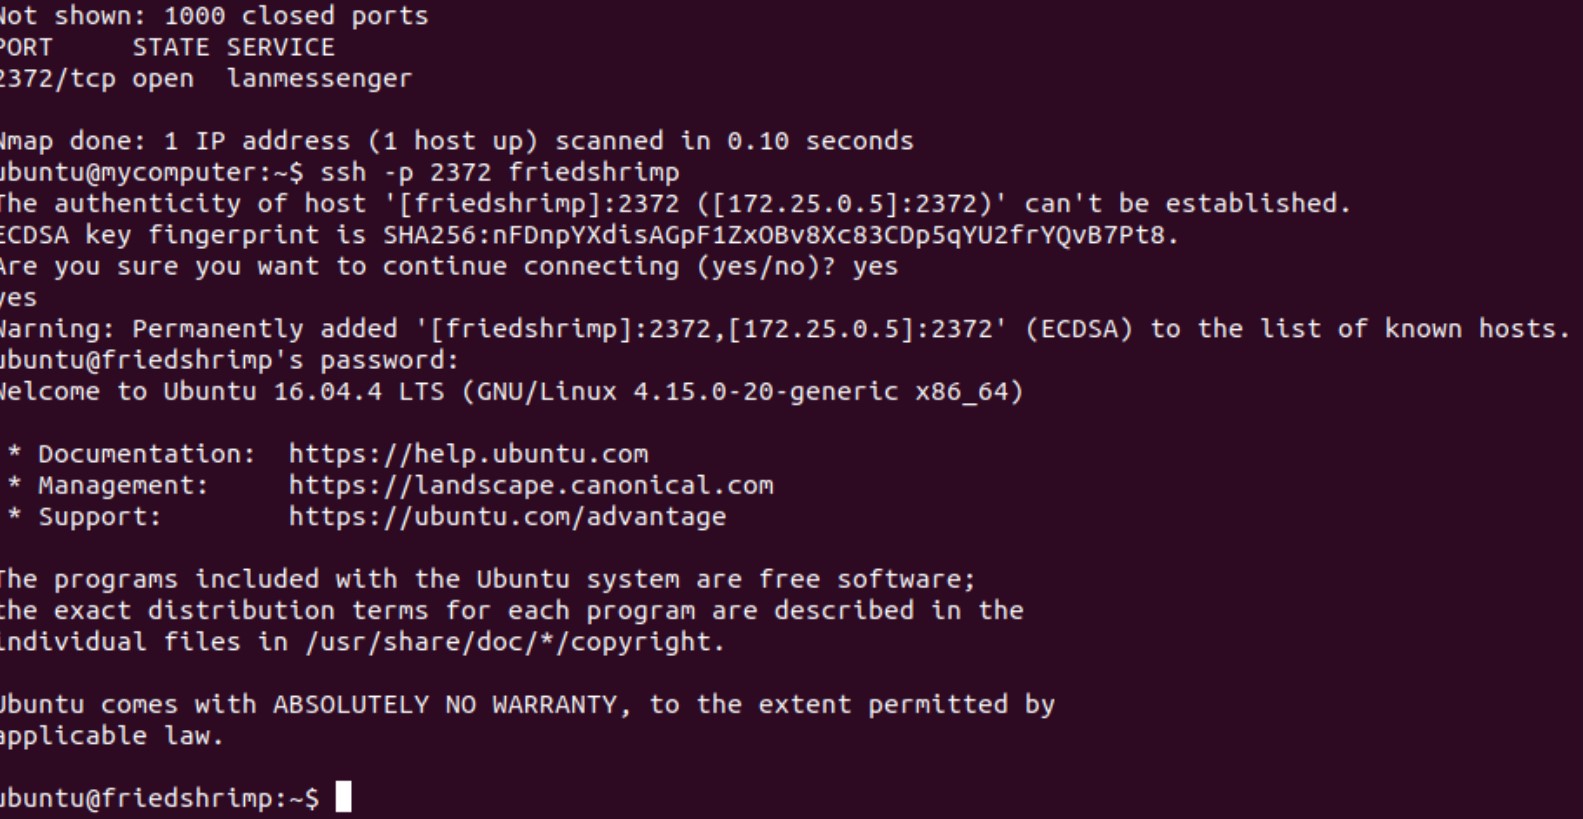 Not shown: 1000 closed ports
PORT     STATE SERVICE
2372/tcp open  lanmessenger

Nmap done: 1 IP address (1 host up) scanned in 0.10 seconds
ubuntu@mycomputer:~$ ssh -p 2372 friedshrimp
The authenticity of host '[friedshrimp]:2372 ([172.25.0.5]:2372)' can't be established.
ECDSA key fingerprint is SHA256:nFDnpYXdisAGpF1ZxOBv8Xc83CDp5qYU2frYQvB7Pt8.
Are you sure you want to continue connecting (yes/no)? yes
yes
Warning: Permanently added '[friedshrimp]:2372,[172.25.0.5]:2372' (ECDSA) to the list of known hosts.
ubuntu@friedshrimp's password:
Welcome to Ubuntu 16.04.4 LTS (GNU/Linux 4.15.0-20-generic x86_64)

 * Documentation:  https://help.ubuntu.com
 * Management:     https://landscape.canonical.com
 * Support:        https://ubuntu.com/advantage

The programs included with the Ubuntu system are free software;
the exact distribution terms for each program are described in the
individual files in /usr/share/doc/*/copyright.

Ubuntu comes with ABSOLUTELY NO WARRANTY, to the extent permitted by
applicable law.

ubuntu@friedshrimp:~$